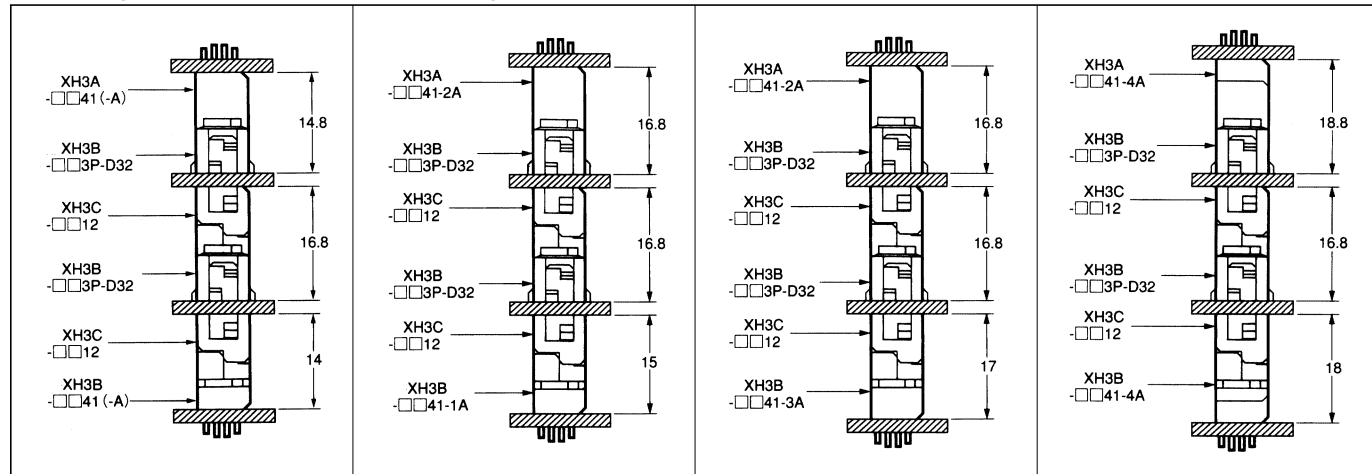 XH3A
-□□41(-A)
14.8
XH3B
-□□3P-D32
XH3C
-□□12
16.8
XH3B
-□□3P-D32
XH3C
-□□12
14
XH3B
-□□41(-A)
XH3A
-□□41-2A
16.8
XH3B
-□□3P-D32
XH3C
-□□12
16.8
XH3B
-□□3P-D32
XH3C
-□□12
15
XH3B
-□□41-1A
XH3A
-□□41-2A
16.8
XH3B
-□□3P-D32
XH3C
-□□12
16.8
XH3B
-□□3P-D32
XH3C
-□□12
17
XH3B
-□□41-3A
XH3A
-□□41-4A
18.8
XH3B
-□□3P-D32
XH3C
-□□12
16.8
XH3B
-□□3P-D32
XH3C
-□□12
18
XH3B
-□□41-4A